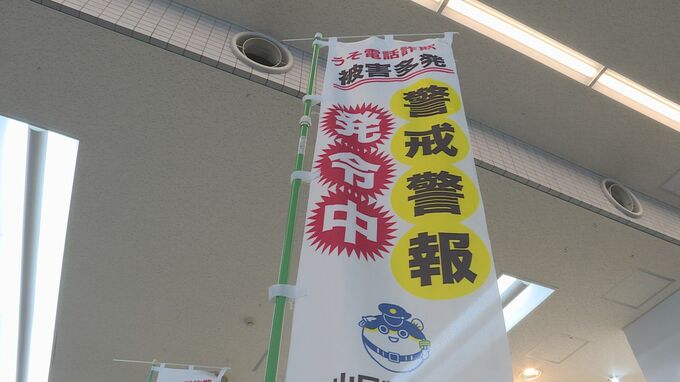 うそ電話詐欺
被害多発
警戒警報
発令中